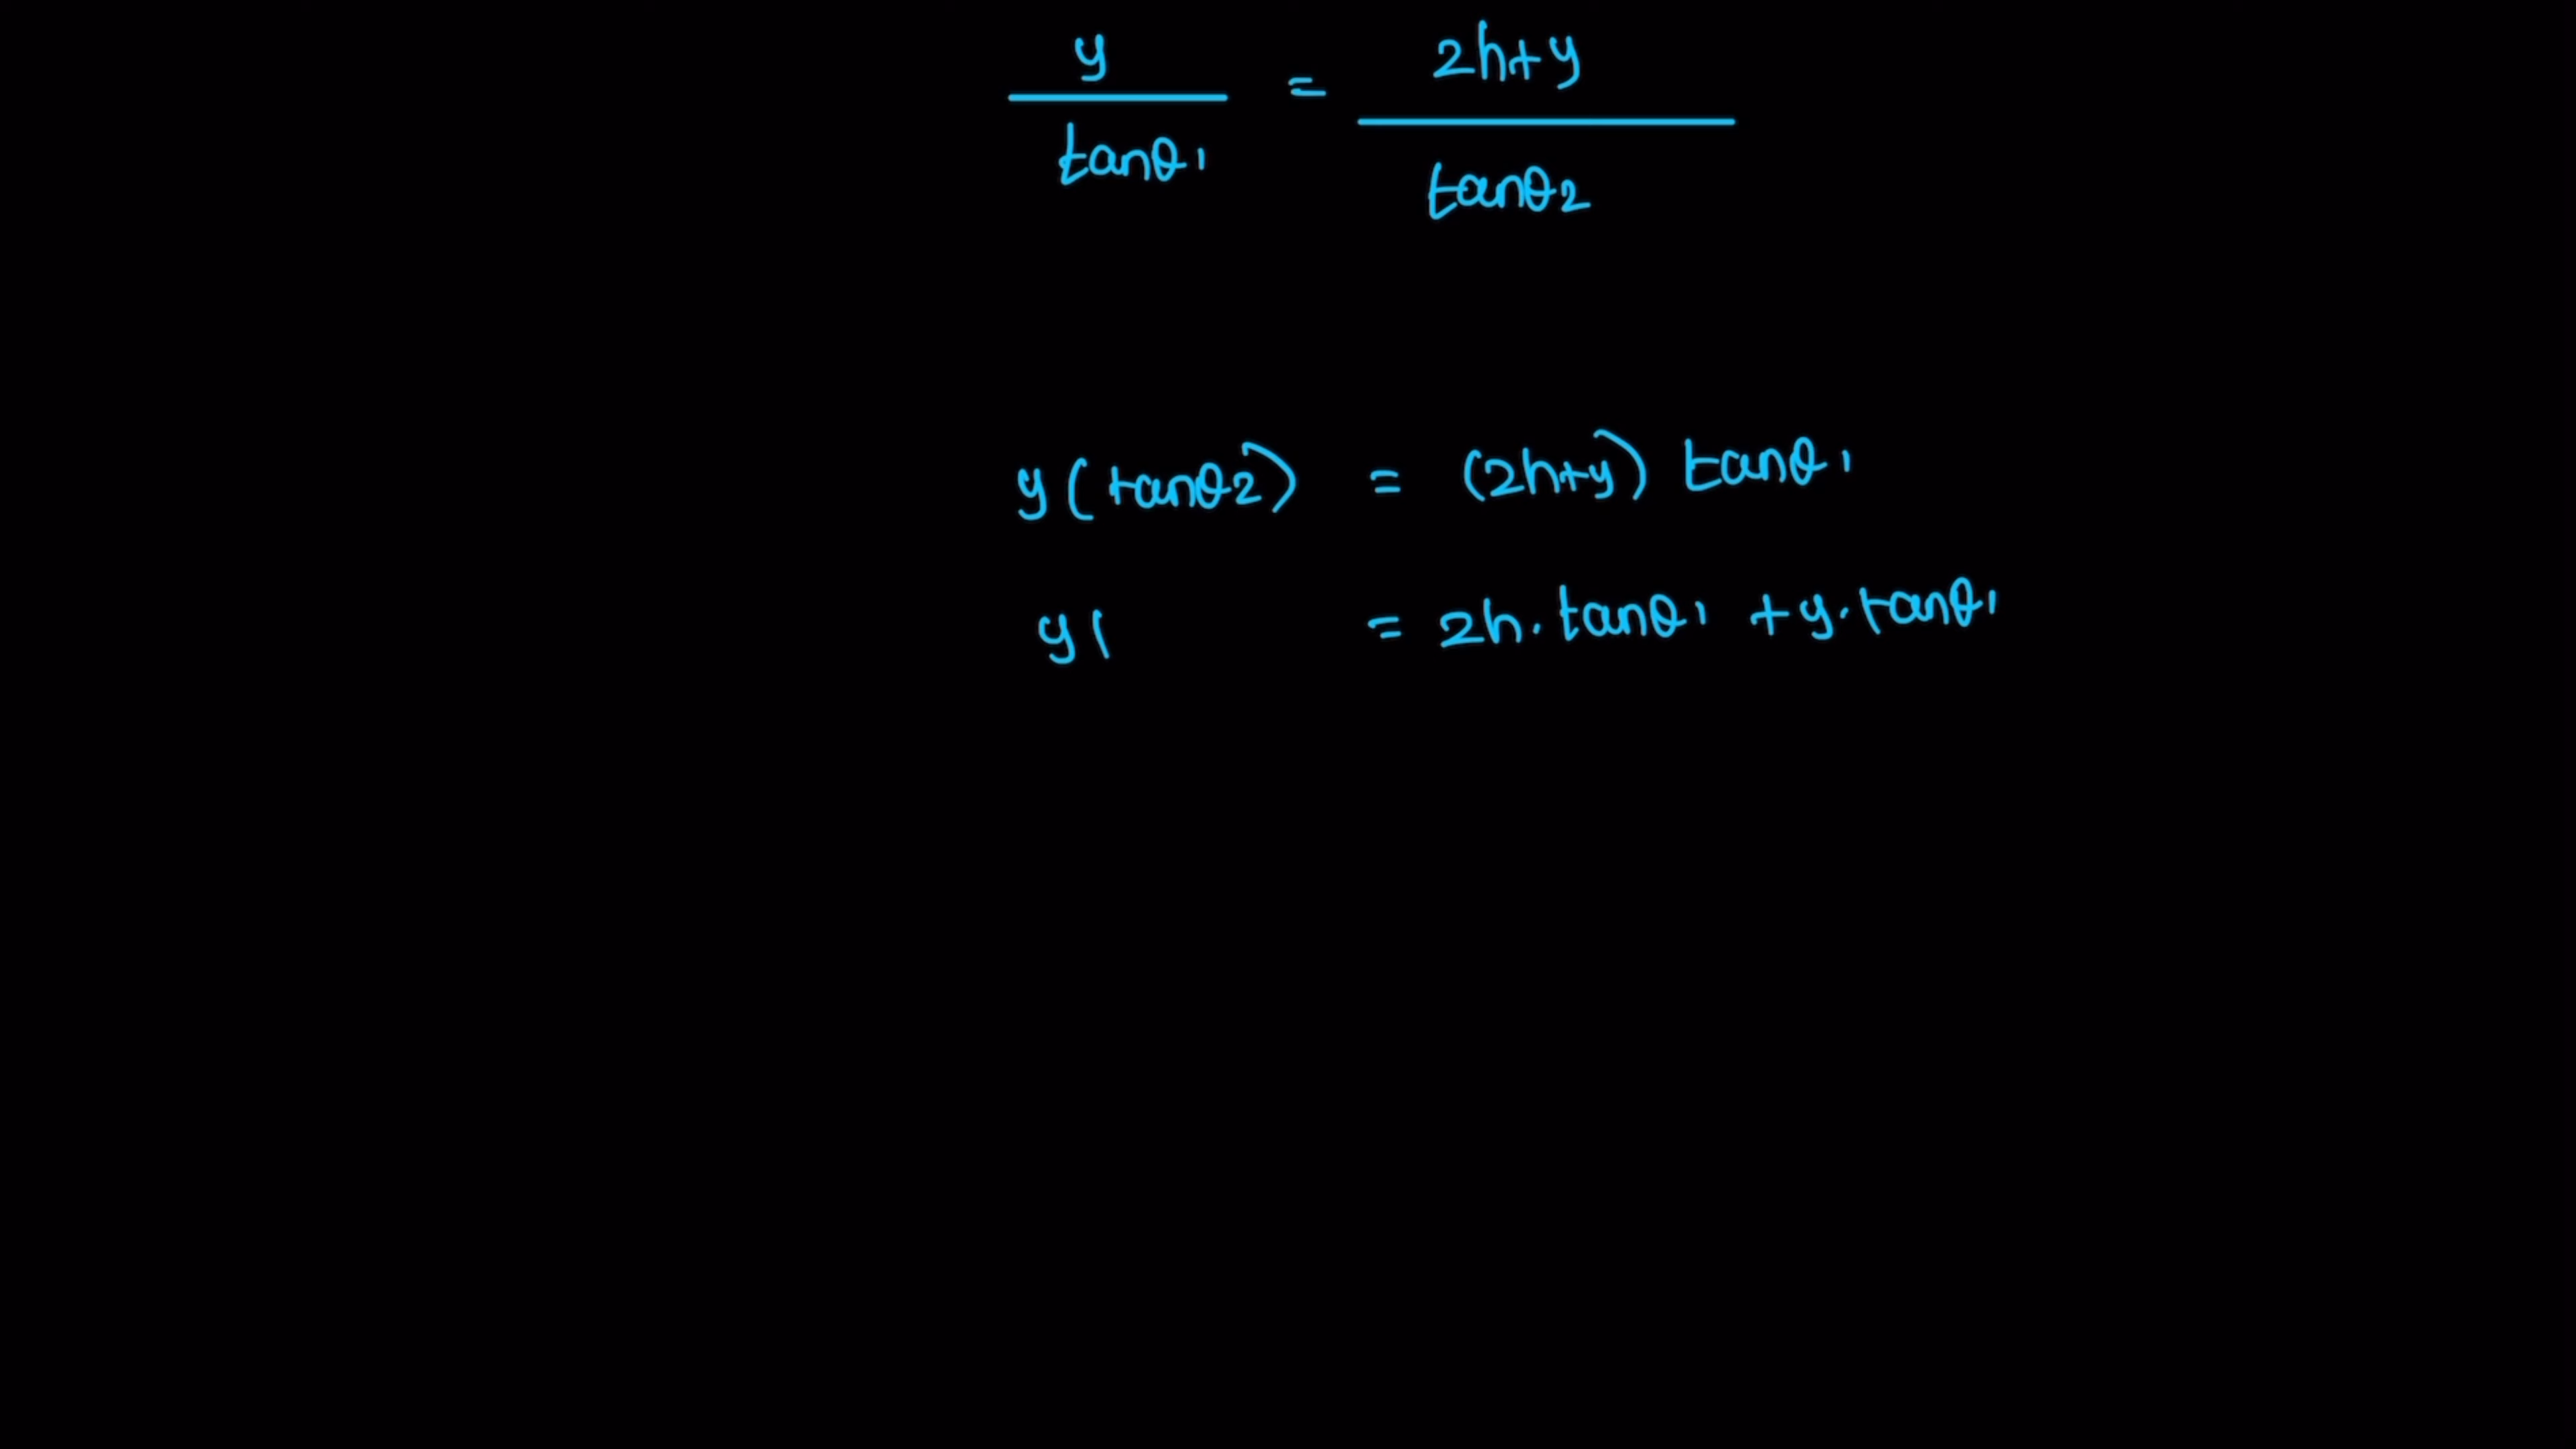 y/tanθ₁ = 2h+y/tanθ₂
y(tanθ₂) = (2h+y) tanθ₁
y( = 2h.tanθ₁ +y.tanθ₁